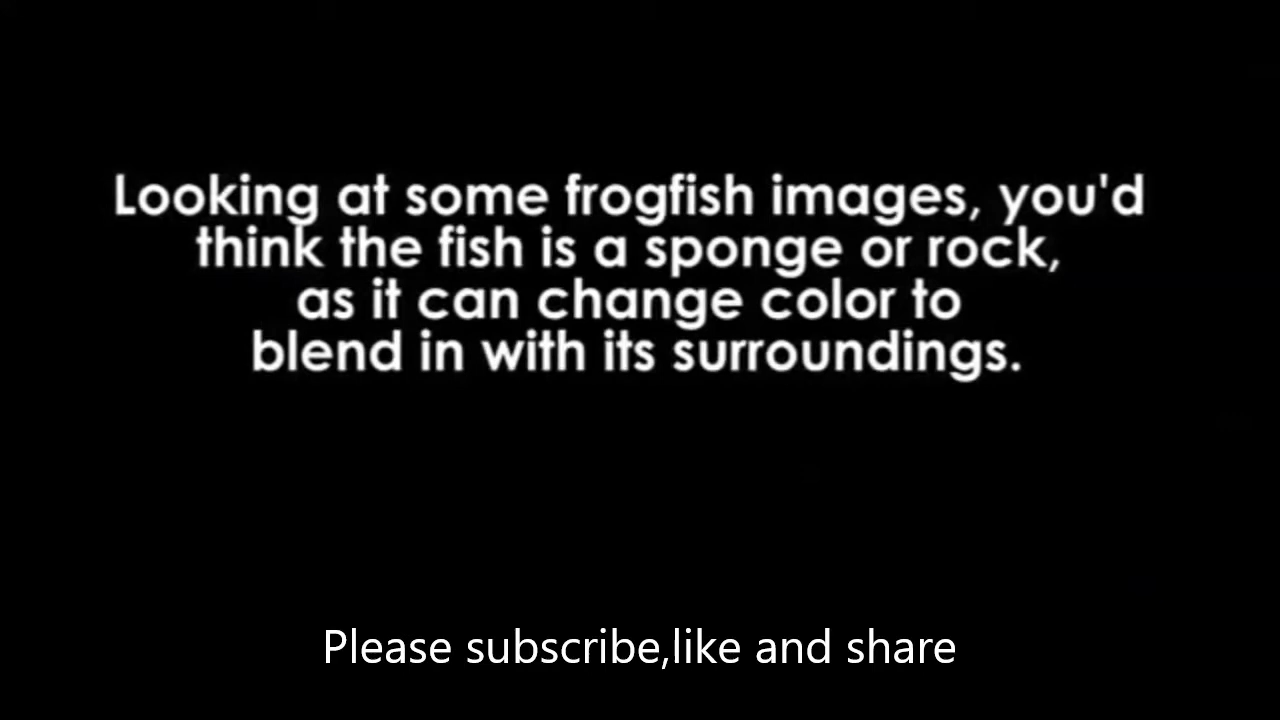 Looking at some frogfish images, you'd
think the fish is a sponge or rock,
as it can change color to
blend in with its surroundings.
Please subscribe,like and share